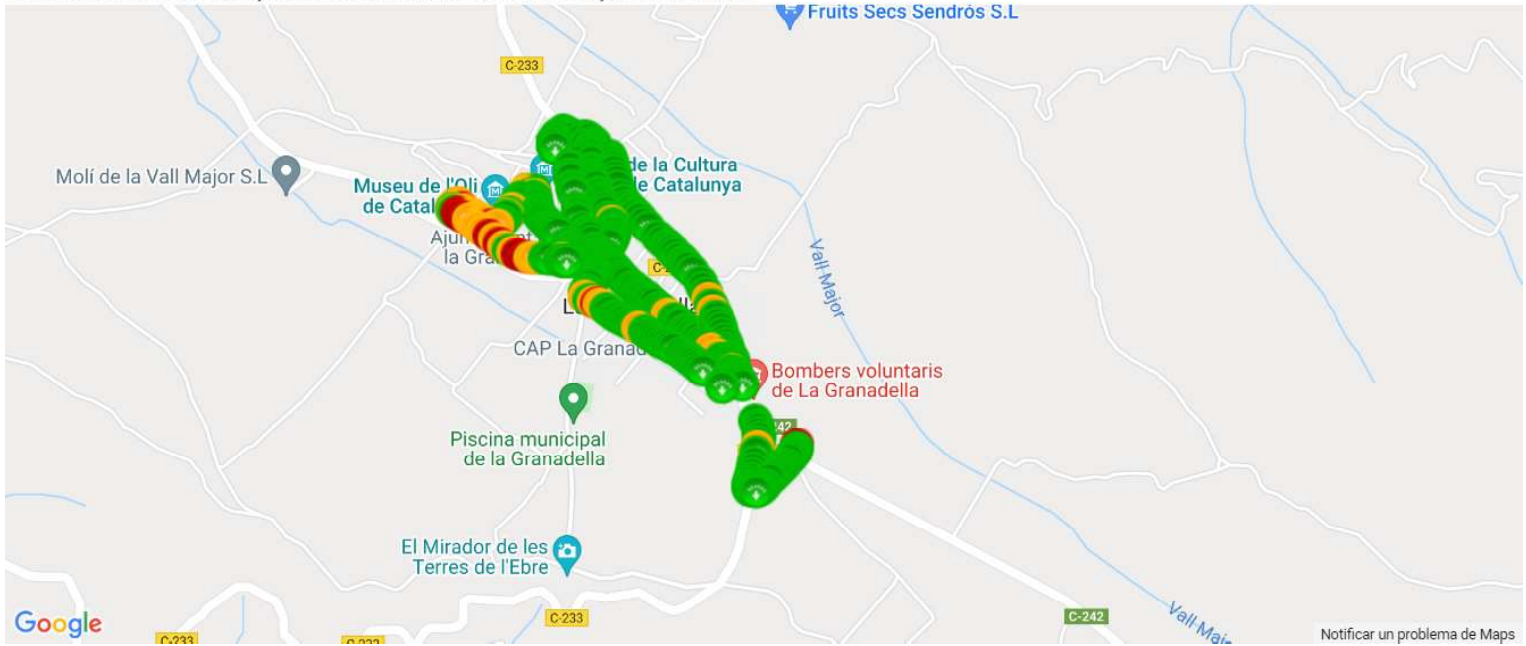 Fruits Secs Sendrós S.L
C-233
de la Cultura
de Catalunya
Molí de la Vall Major S.L
Museu de l'Oli
de Catal
la Gra
Vall Major
CAP La Granad
Bombers voluntaris
de La Granadella
242
Piscina municipal
de la Granadella
El Mirador de les
Terres de l'Ebre
C-233
C-242
Vall Maj
Google
C-233
Notificar un problema de Maps